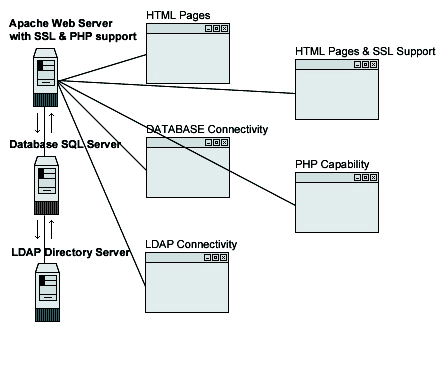 HTML Pages
Apache Web Server
with SSL & PHP support
HTML Pages & SSL Support
DATABASE Connectivity
Database SQL Server
PHP Capability
LDAP Connectivity
LDAP Directory Server